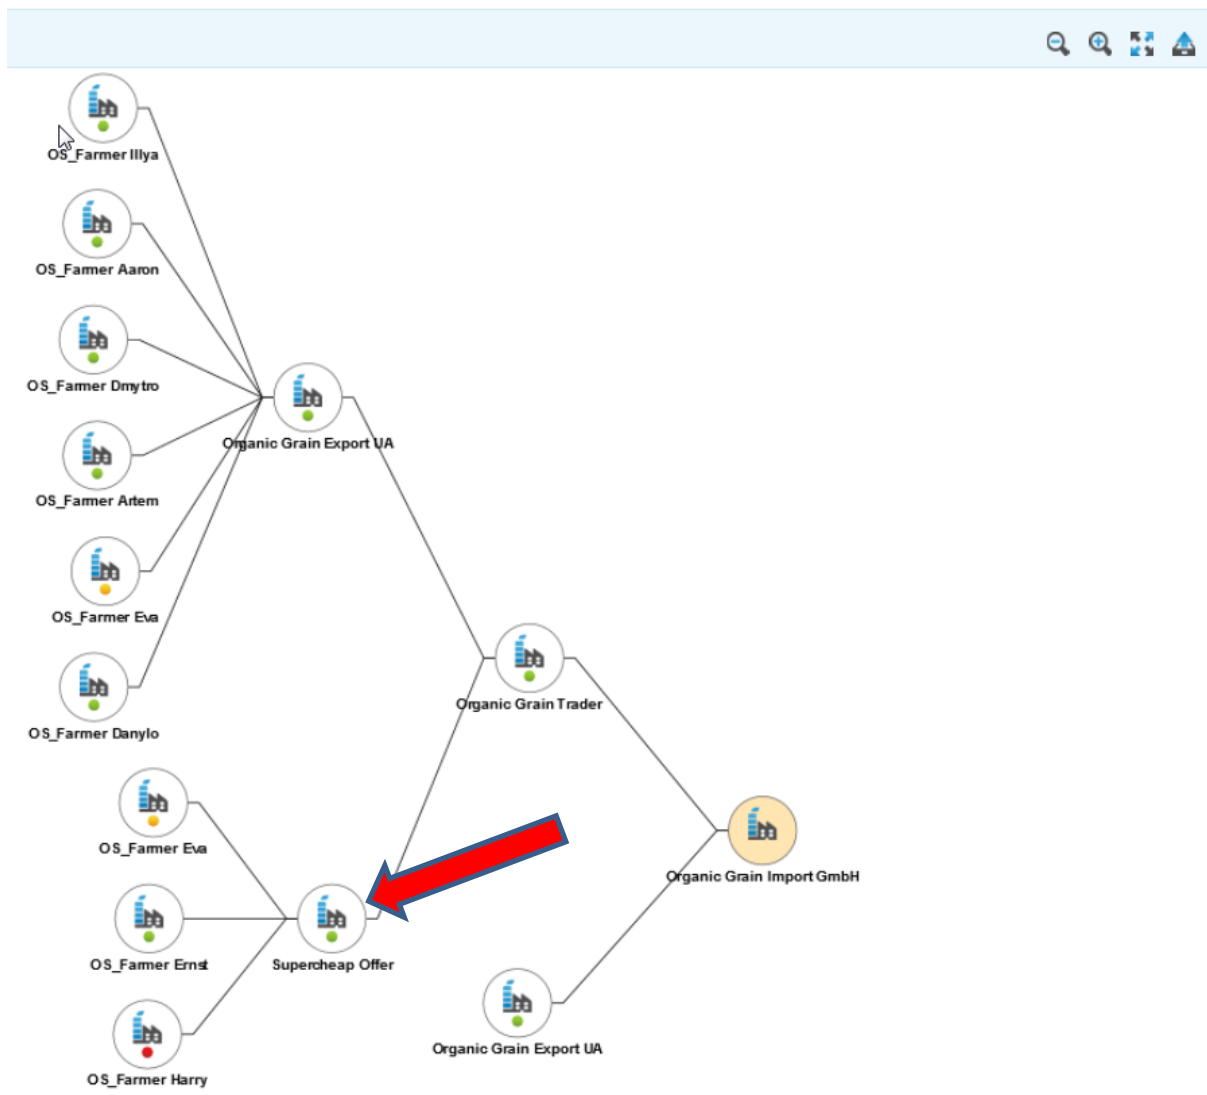 OS_Farmer Illya
OS_Farmer Aaron
OS_Farmer Dmytro
Organic Grain Export UA
OS_Farmer Artem
OS_Farmer Eva
Organic Grain Trader
OS_Farmer Danylo
OS_Farmer Eva
Organic Grain Import GmbH
OS_Farmer Ernst
Supercheap Offer
Organic Grain Export UA
OS_Farmer Harry